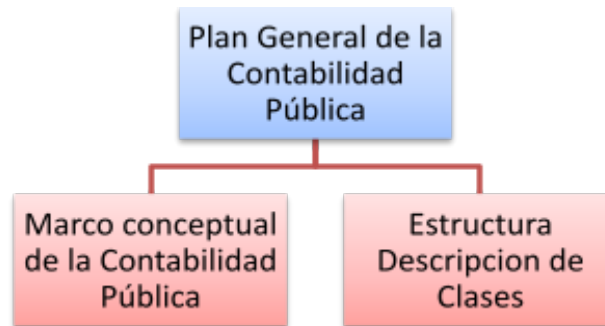 Plan General de la
Contabilidad
Pública
Marco conceptual
de la Contabilidad
Pública
Estructura
Descripcion de
Clases